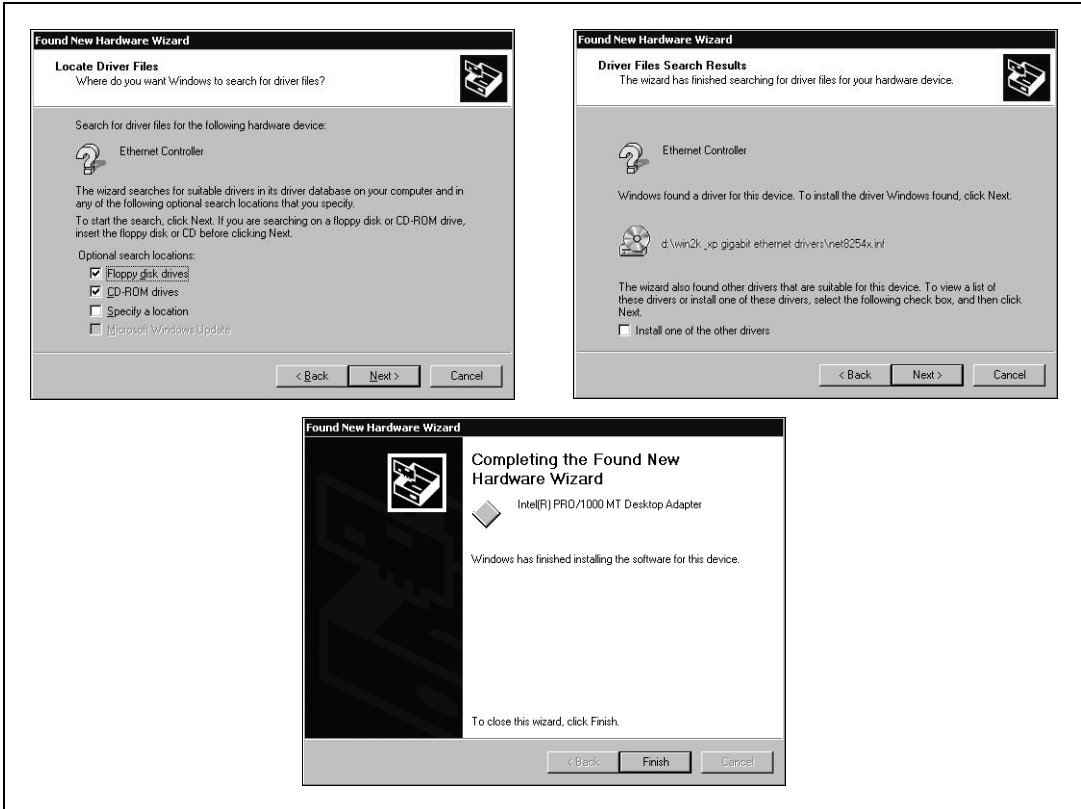 Found New Hardware Wizard
Locate Driver Files
Where do you want Windows to search for driver files?
Search for driver files for the following hardware device:
Ethernet Controller
The wizard searches for suitable drivers in its driver database on your computer and in
any of the following optional search locations that you specify.
To start the search, click Next. If you are searching on a floppy disk or CD-ROM drive,
insert the floppy disk or CD before clicking Next.
Optional search locations:
Floppy disk drives
CD-ROM drives
Specify a location
Microsoft Windows Update
< Back Next > Cancel
Found New Hardware Wizard
Driver Files Search Results
The wizard has finished searching for driver files for your hardware device.
Ethernet Controller
Windows found a driver for this device. To install the driver Windows found, click Next.
d:\win2k_xp gigabit ethernet drivers\net8254x.inf
The wizard also found other drivers that are suitable for this device. To view a list of
these drivers or install one of these drivers, select the following check box, and then click
Next.
Install one of the other drivers
< Back Next > Cancel
Found New Hardware Wizard
Completing the Found New
Hardware Wizard
Intel(R) PRO/1000 MT Desktop Adapter
Windows has finished installing the software for this device.
To close this wizard, click Finish.
< Back Finish Cancel